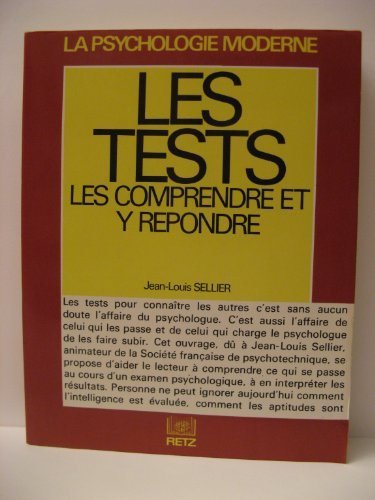 LA PSYCHOLOGIE MODERNE
LES
TESTS
LES COMPRENDRE ET
Y REPONDRE
Jean-Louis SELLIER
Les tests pour connaître les autres c'est sans aucun
doute l'affaire du psychologue. C'est aussi l'affaire de
celui qui les passe et de celui qui charge le psychologue
de les faire subir. Cet ouvrage, dû à Jean-Louis Sellier,
animateur de la Société française de psychotechnique, se
propose d'aider le lecteur à comprendre ce qui se passe
au cours d'un examen psychologique, à en interpréter les
résultats. Personne ne peut ignorer aujourd'hui comment
l'intelligence est évaluée, comment les aptitudes sont
RETZ